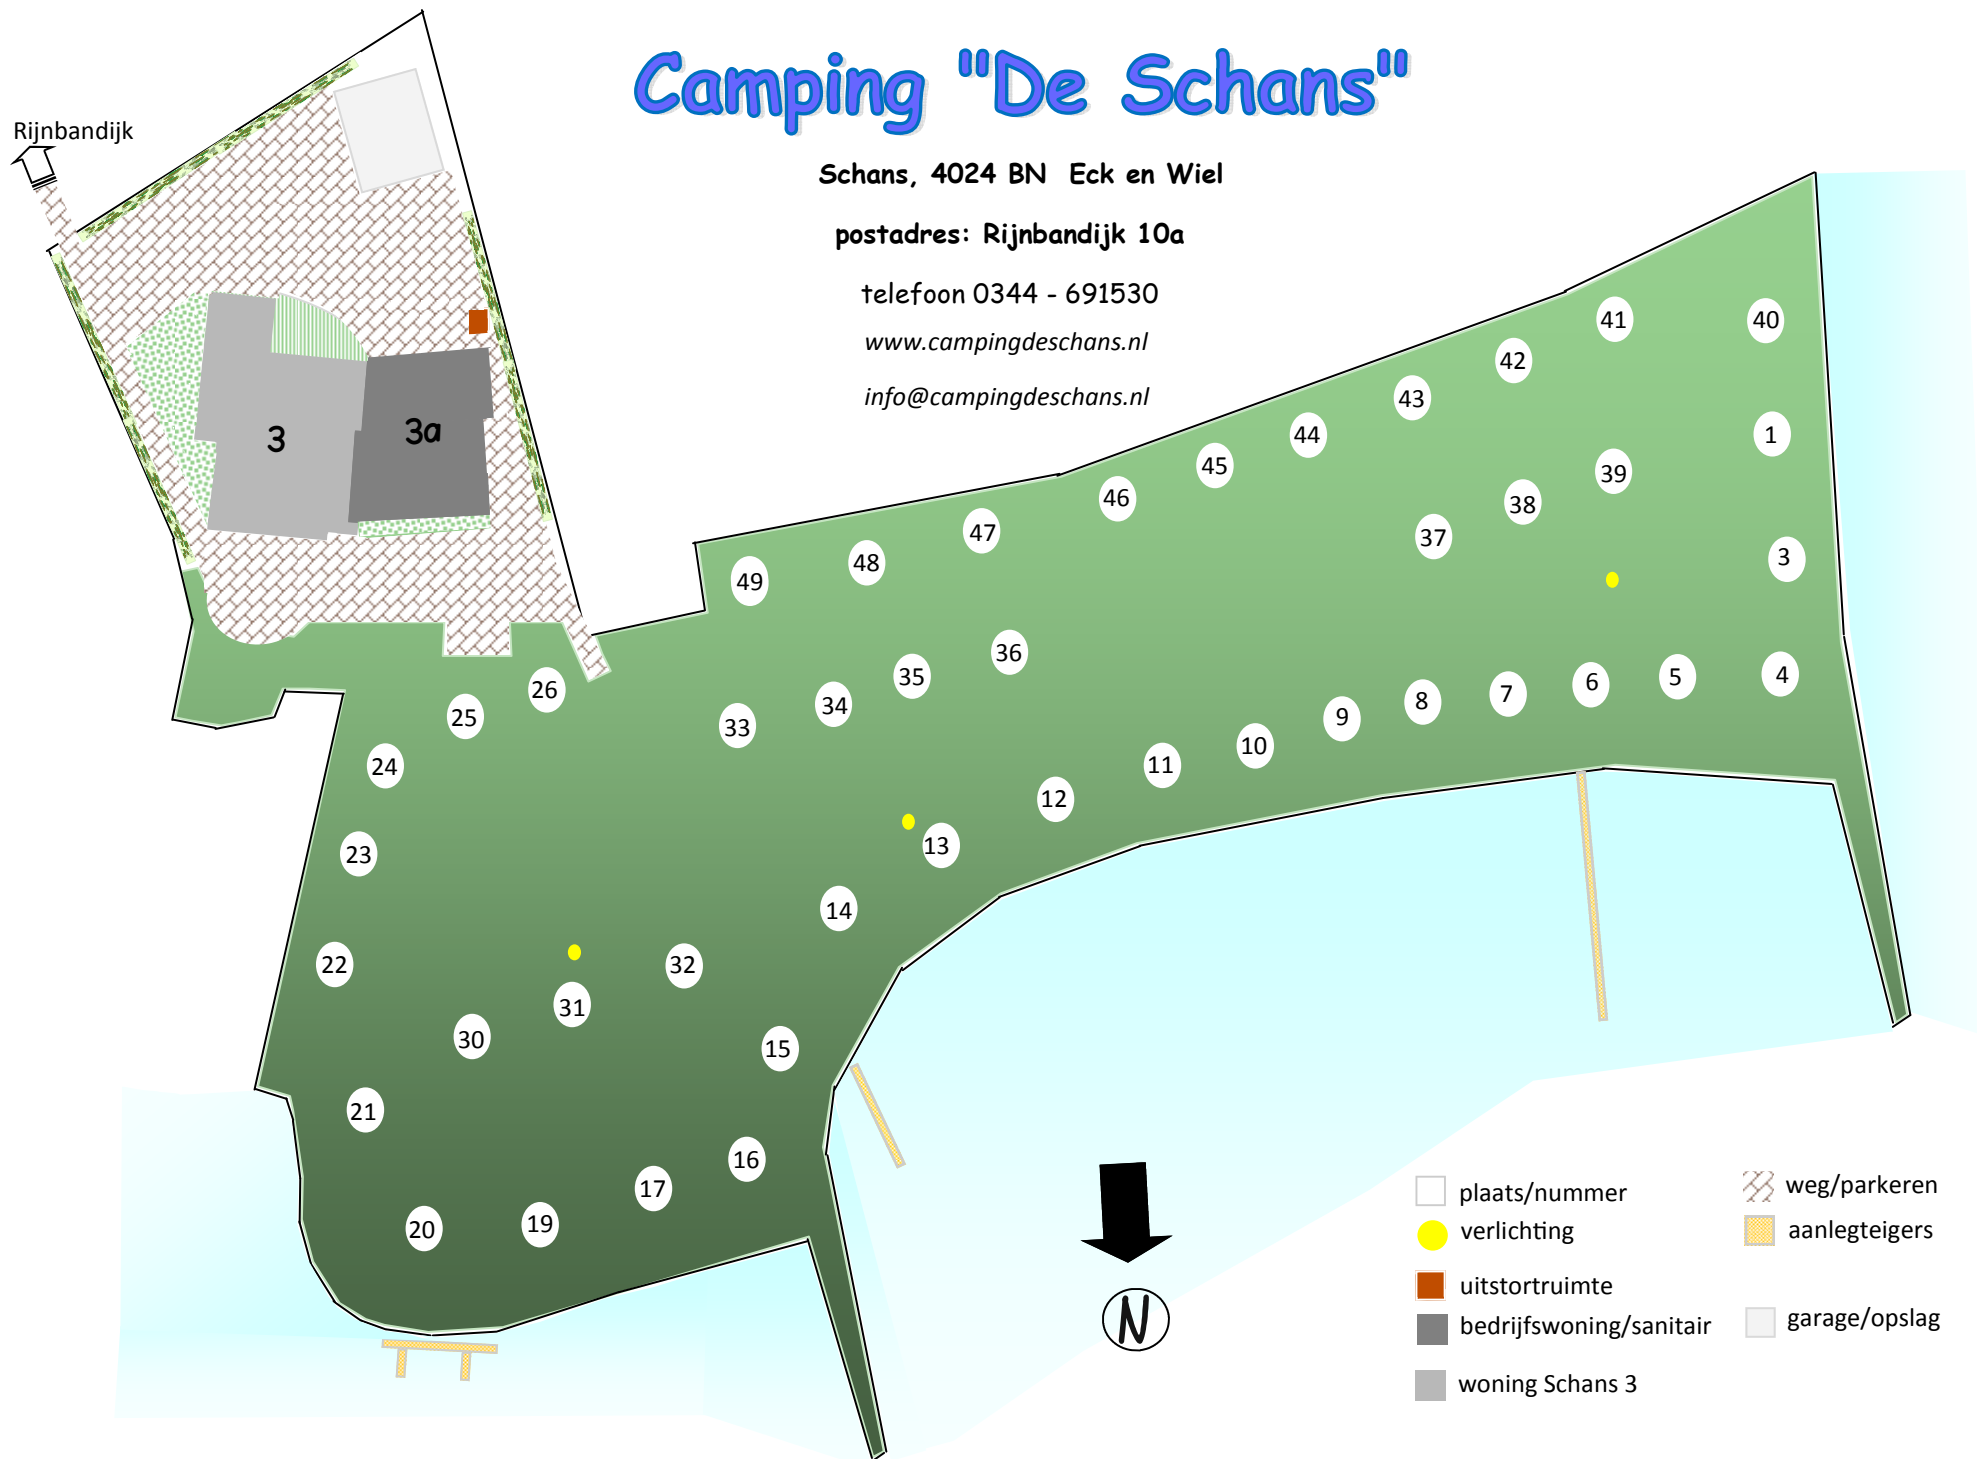 Camping "De Schans"
Schans, 4024 BN  Eck en Wiel
postadres: Rijnbandijk 10a
telefoon 0344 - 691530
www.campingdeschans.nl
info@campingdeschans.nl
Rijnbandijk
3
3a
41
40
42
43
1
44
45
39
46
38
47
37
48
3
49
36
35
4
5
6
26
7
8
34
25
9
33
10
11
24
12
13
23
14
22
32
31
30
15
21
16
17
19
20
N
plaats/nummer
verlichting
uitstortruimte
bedrijfswoning/sanitair
woning Schans 3
weg/parkeren
aanlegteigers
garage/opslag